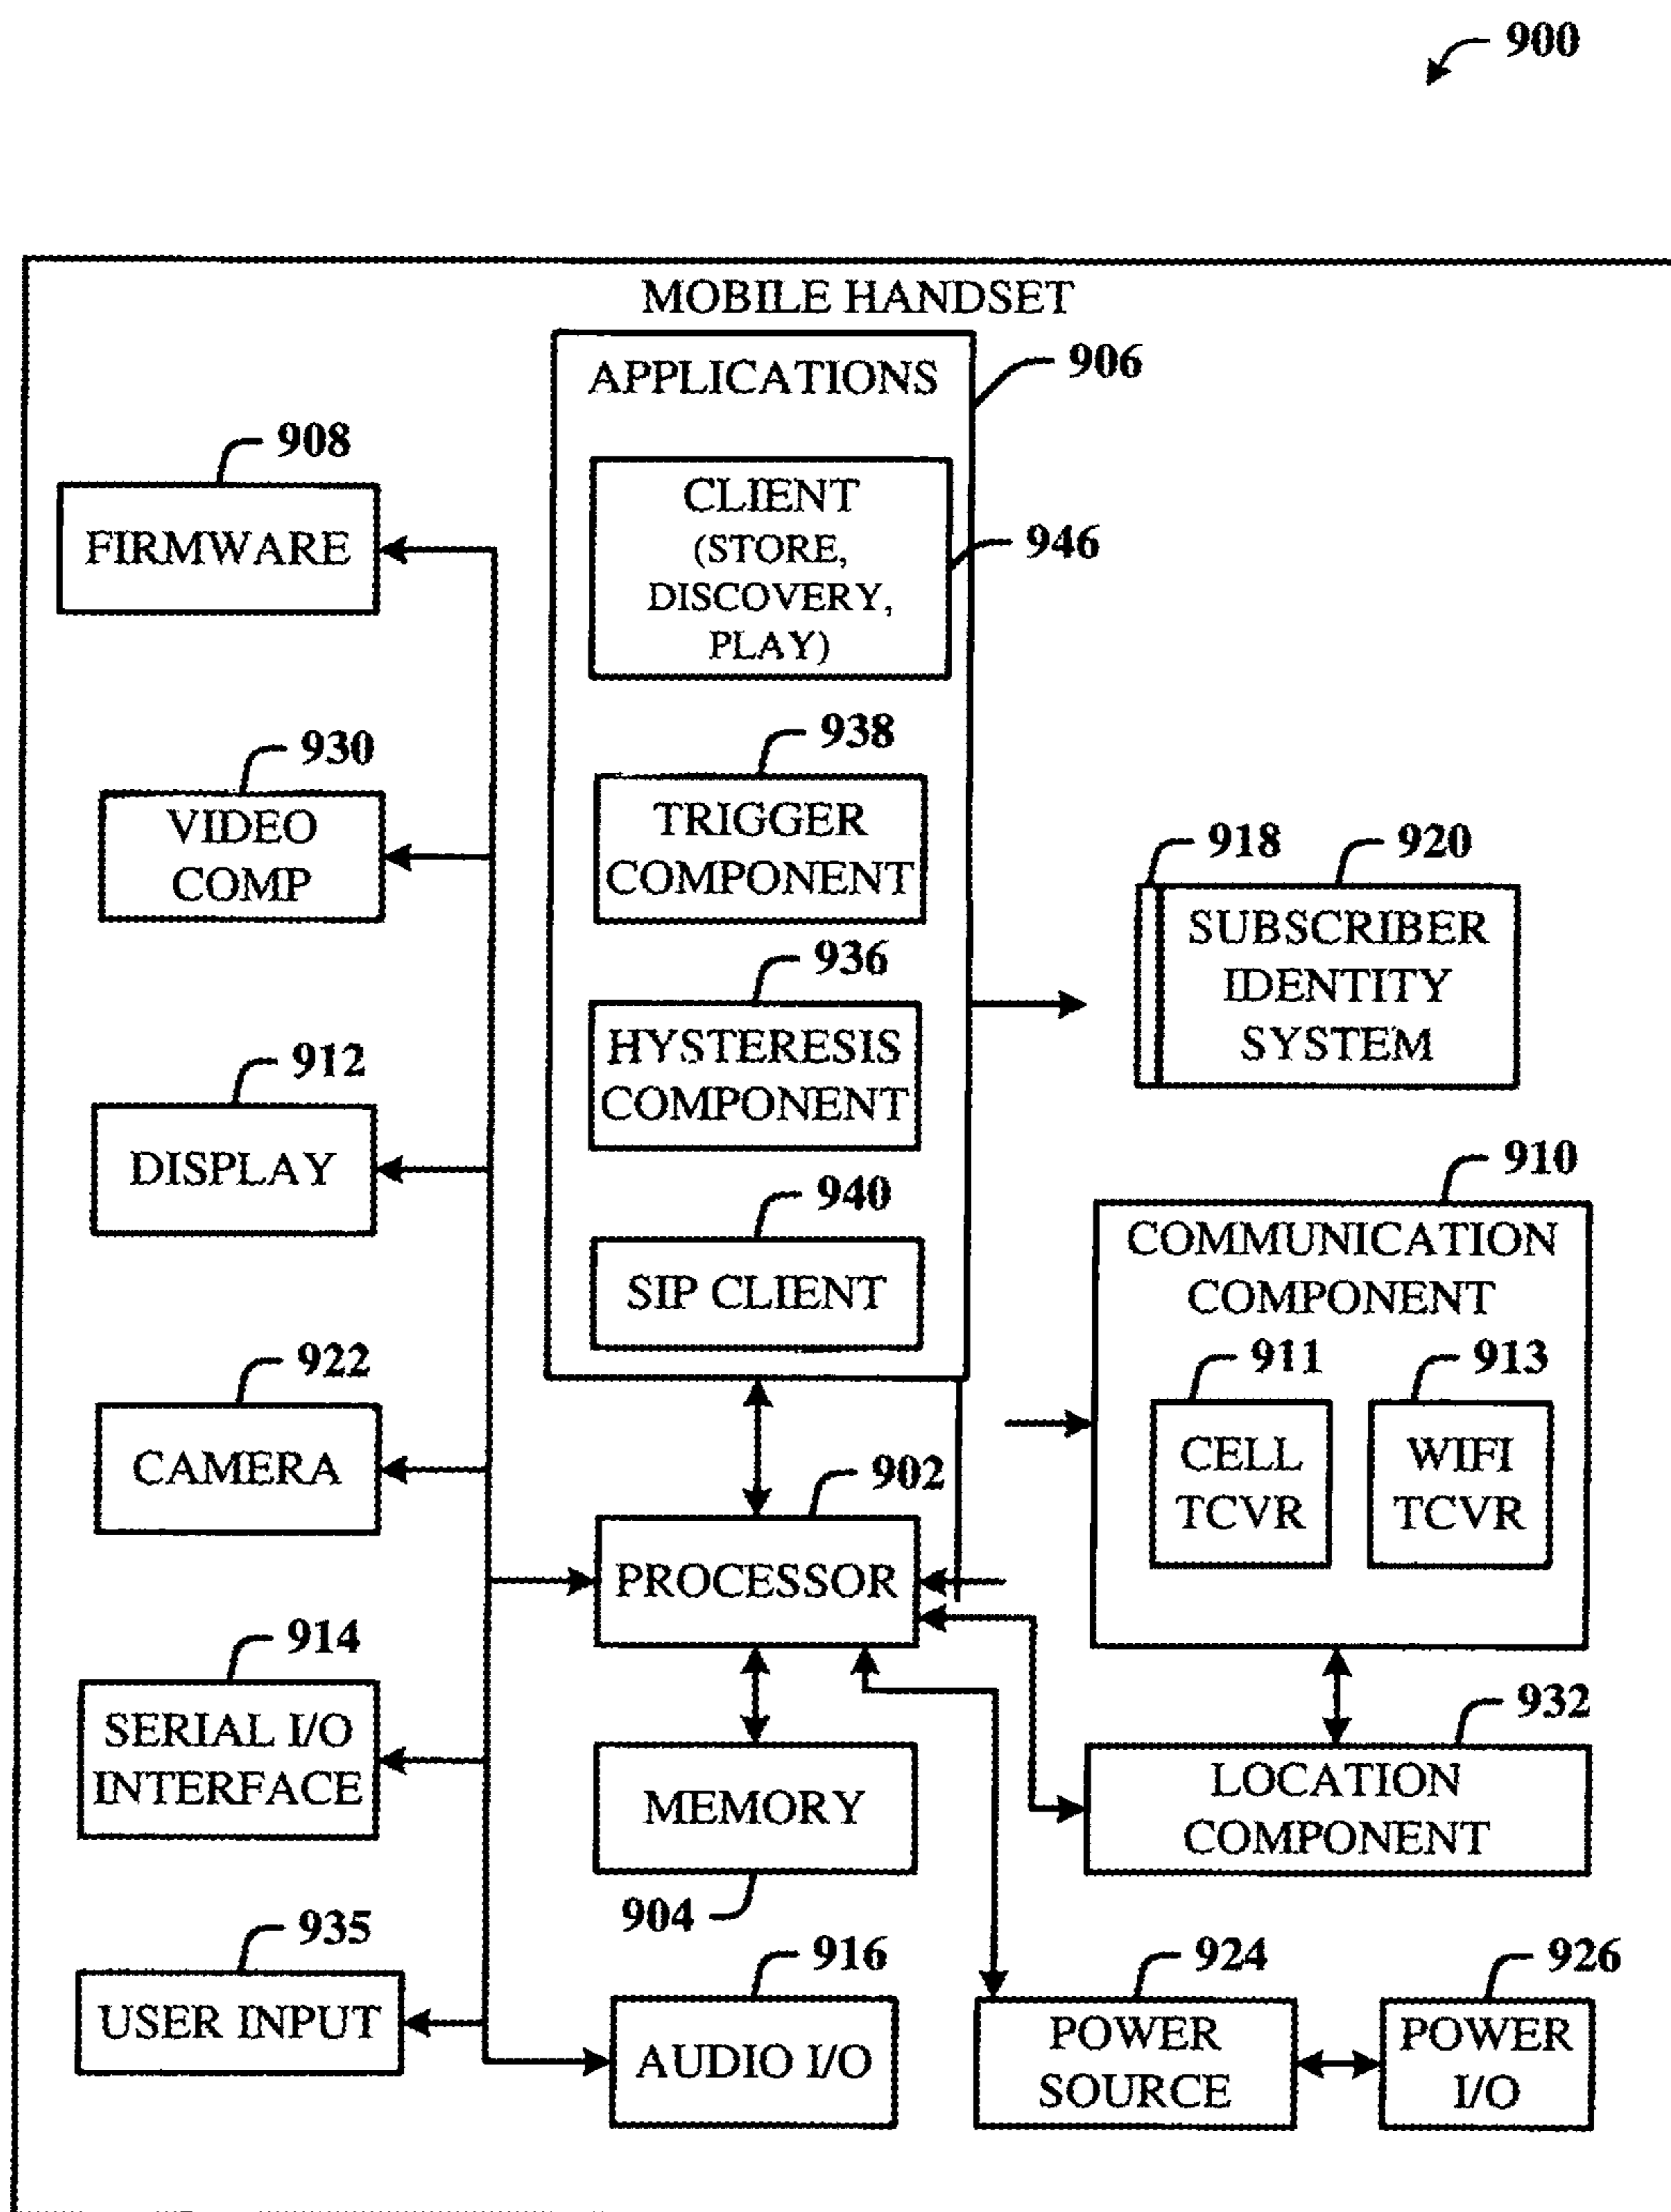 900
MOBILE HANDSET
APPLICATIONS
906
CLIENT
(STORE,
DISCOVERY,
PLAY)
946
908
FIRMWARE
938
TRIGGER
COMPONENT
930
VIDEO
COMP
918
920
SUBSCRIBER
IDENTITY
SYSTEM
936
HYSTERESIS
COMPONENT
912
DISPLAY
940
SIP CLIENT
910
COMMUNICATION
COMPONENT
911
CELL
TCVR
913
WIFI
TCVR
922
CAMERA
902
PROCESSOR
914
SERIAL I/O
INTERFACE
MEMORY
904
932
LOCATION
COMPONENT
935
USER INPUT
916
AUDIO I/O
924
POWER
SOURCE
926
POWER
I/O